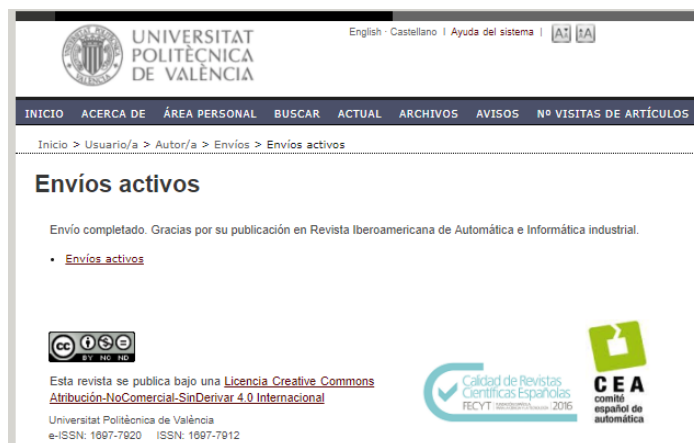 UNIVERSITAT
POLITÈCNICA
DE VALÈNCIA
English · Castellano | Ayuda del sistema |
INICIO ACERCA DE ÁREA PERSONAL BUSCAR ACTUAL ARCHIVOS AVISOS Nº VISITAS DE ARTÍCULOS
Inicio > Usuario/a > Autor/a > Envíos > Envíos activos
Envíos activos
Envío completado. Gracias por su publicación en Revista Iberoamericana de Automática e Informática industrial.
• Envíos activos
cc BY NC ND
Esta revista se publica bajo una Licencia Creative Commons
Atribución-NoComercial-SinDerivar 4.0 Internacional
Universitat Politècnica de València
e-ISSN: 1697-7920 ISSN: 1697-7912
Calidad de Revistas
Científicas Españolas
FECYT 2016
CEA
comité
español de
automática